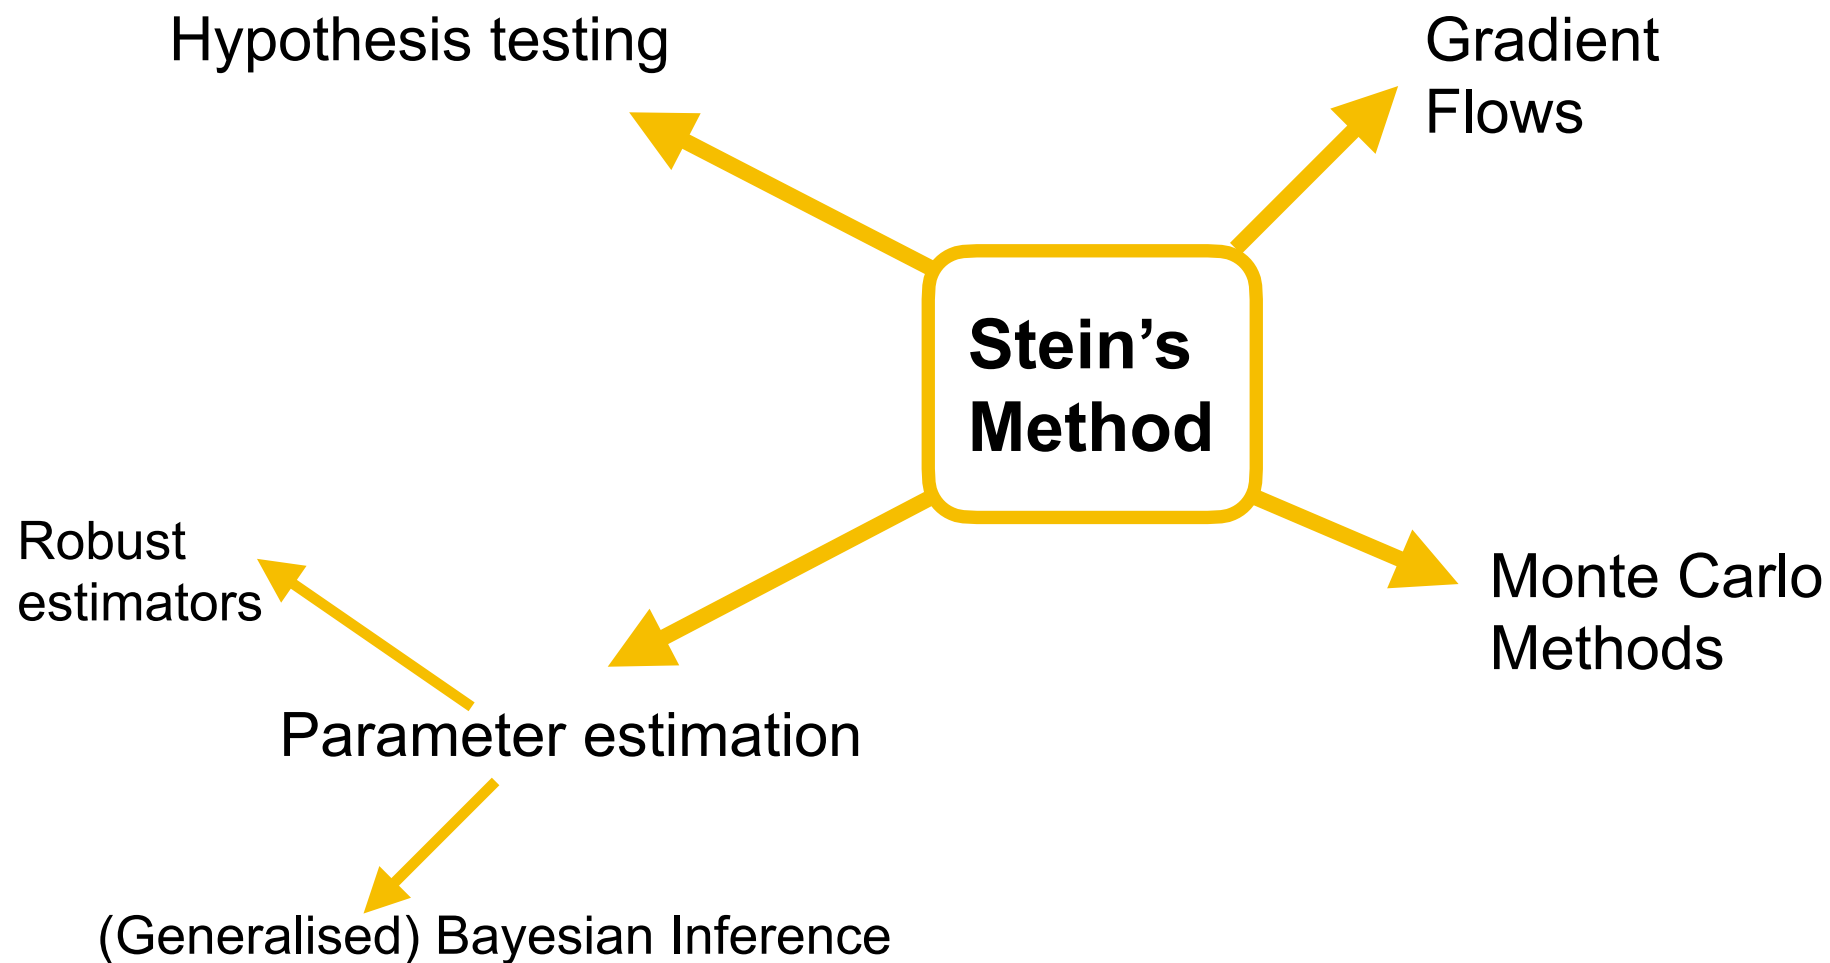 Hypothesis testing
Gradient
Flows
Stein’s
Method
Robust
estimators
Monte Carlo
Methods
Parameter estimation
(Generalised) Bayesian Inference